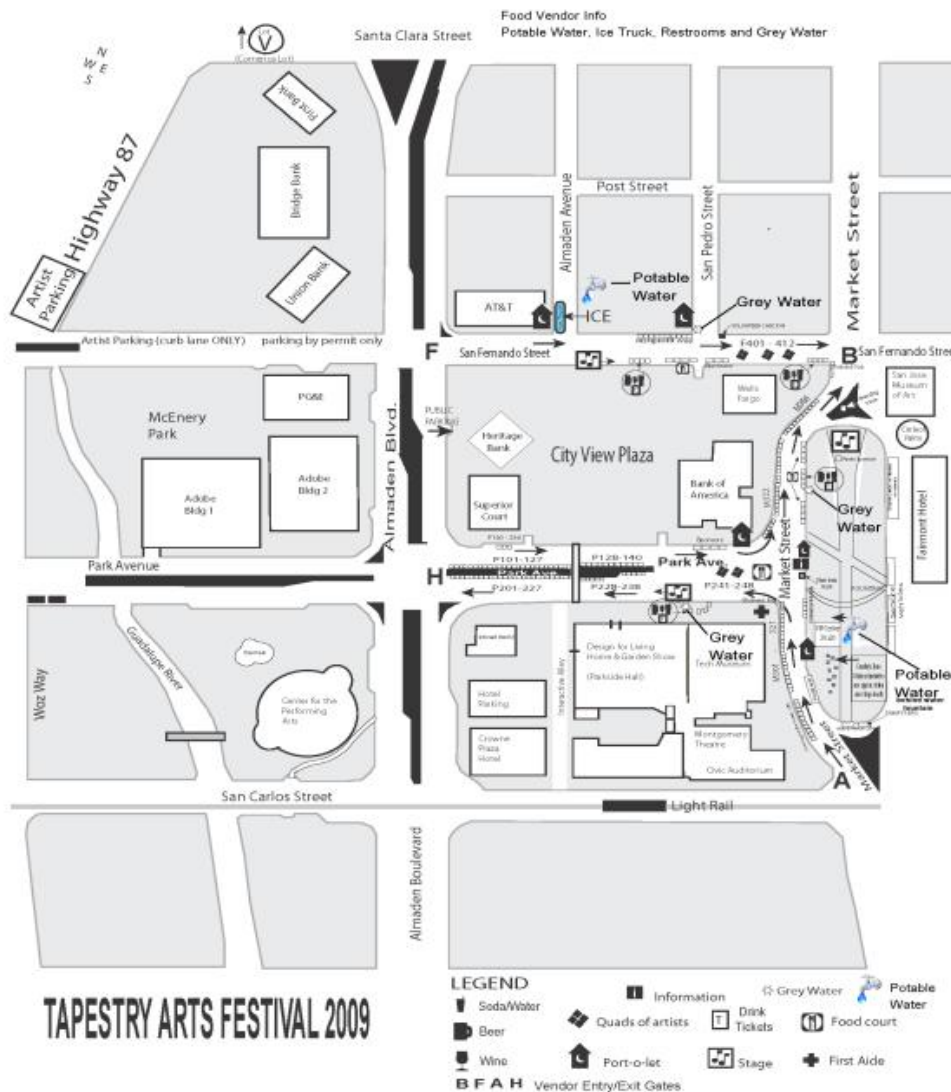 Food Vendor Info
Potable Water, Ice Truck, Restrooms and Grey Water
N
W E
S
V
Santa Clara Street
First Bank
Bridge Bank
Union Bank
Highway 87
Artist
Parking
Almaden Avenue
Post Street
San Pedro Street
Market Street
Potable
Water
AT&T
ICE
Grey Water
Artist Parking (curb lane ONLY)
parking by permit only
F
San Fernando Street
F401 - 412
B
San Fernando Stree
McEnery
Park
PG&E
Adobe
Bldg 1
Adobe
Bldg 2
Almaden Blvd.
PUBLIC
PARKING
Heritage
Bank
City View Plaza
Wells
Fargo
San Jose
Museum
of Art
Superior
Court
Bank of
America
Grey
Water
Fairmont Hotel
Market Street
Park Avenue
P101-127
P128-140
H
Park Ave
Park Ave.
P201-227
P228-238
P241-248
Grey
Water
Potable
Water
behind water
fountain
Woz Way
Guadalupe River
Center for the
Performing
Arts
Hotel
Parking
Crowne
Plaza
Hotel
Design for Living
Home & Garden Show
(Parkside Hall)
Tech Museum
Montgomery
Theatre
Civic Auditorium
A
Market Street
San Carlos Street
Light Rail
Almaden Boulevard
TAPESTRY ARTS FESTIVAL 2009
LEGEND
Soda/Water
Beer
Wine
Information
Quads of artists
Port-o-let
Grey Water
T
Drink
Tickets
Stage
Potable
Water
Food court
First Aide
B F A H Vendor Entry/Exit Gates